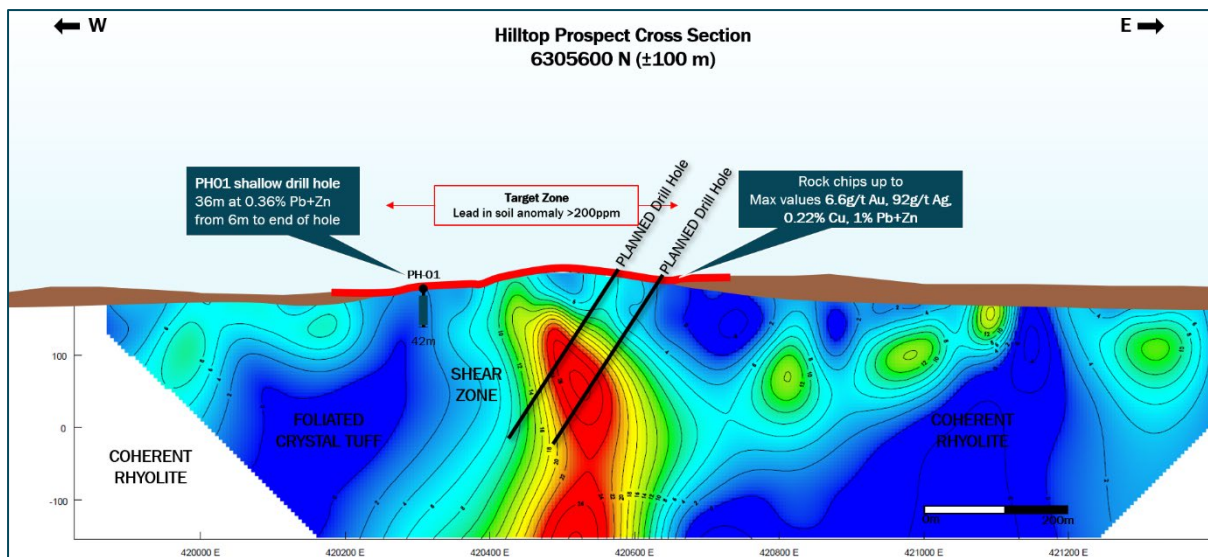 W
E
Hilltop Prospect Cross Section
6305600 N (±100 m)
PH01 shallow drill hole
36m at 0.36% Pb+Zn
from 6m to end of hole
Target Zone
Lead in soil anomaly >200ppm
PLANNED Drill Hole
PLANNED Drill Hole
Rock chips up to
Max values 6.6g/t Au, 92g/t Ag,
0.22% Cu, 1% Pb+Zn
PH-01
42m
SHEAR
ZONE
FOLIATED
CRYSTAL TUFF
COHERENT
RHYOLITE
COHERENT
RHYOLITE
100
0
-100
0m
200m
420000 E
420200 E
420400 E
420600 E
420800 E
421000 E
421200 E